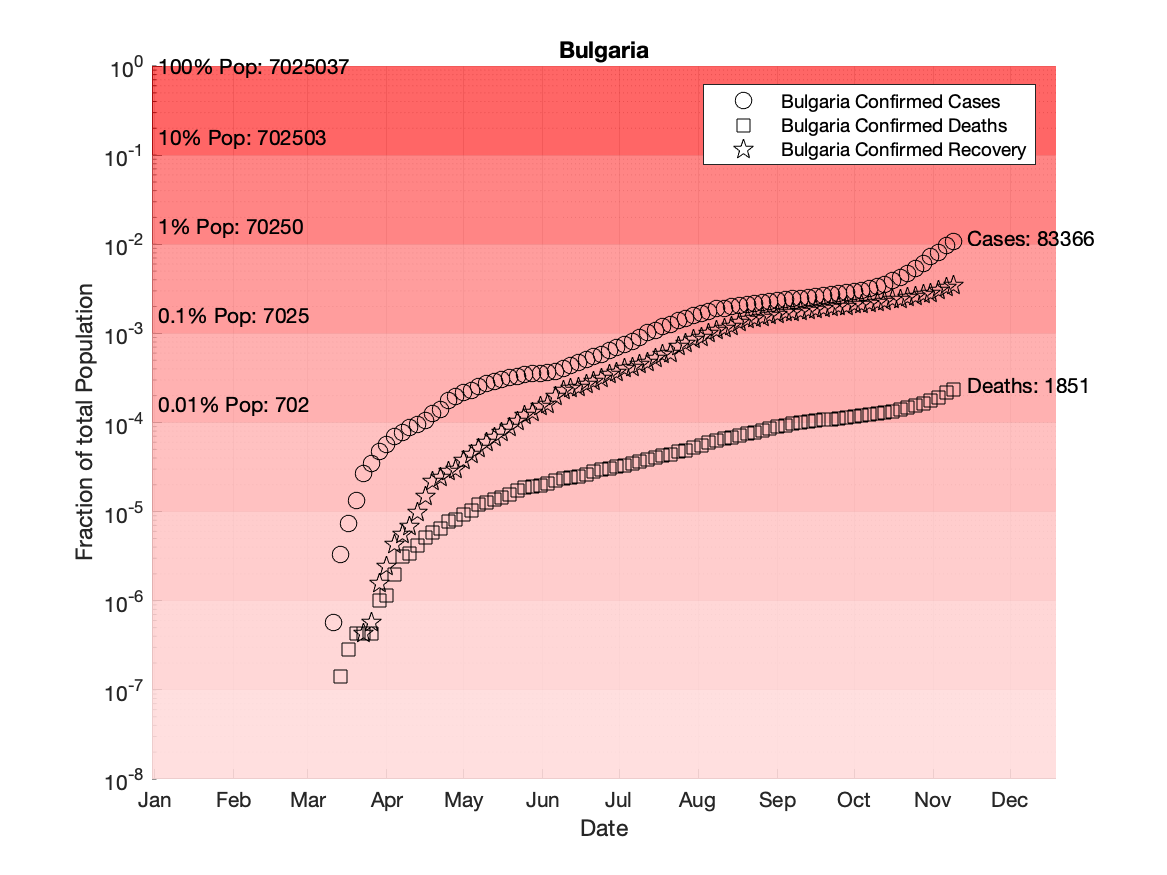 Bulgaria
10^0
10^-1
10^-2
10^-3
10^-4
10^-5
10^-6
10^-7
10^-8
Fraction of total Population
100% Pop: 7025037
10% Pop: 702503
1% Pop: 70250
0.1% Pop: 7025
0.01% Pop: 702
Bulgaria Confirmed Cases
Bulgaria Confirmed Deaths
Bulgaria Confirmed Recovery
Cases: 83366
Deaths: 1851
Jan Feb Mar Apr May Jun Jul Aug Sep Oct Nov Dec
Date